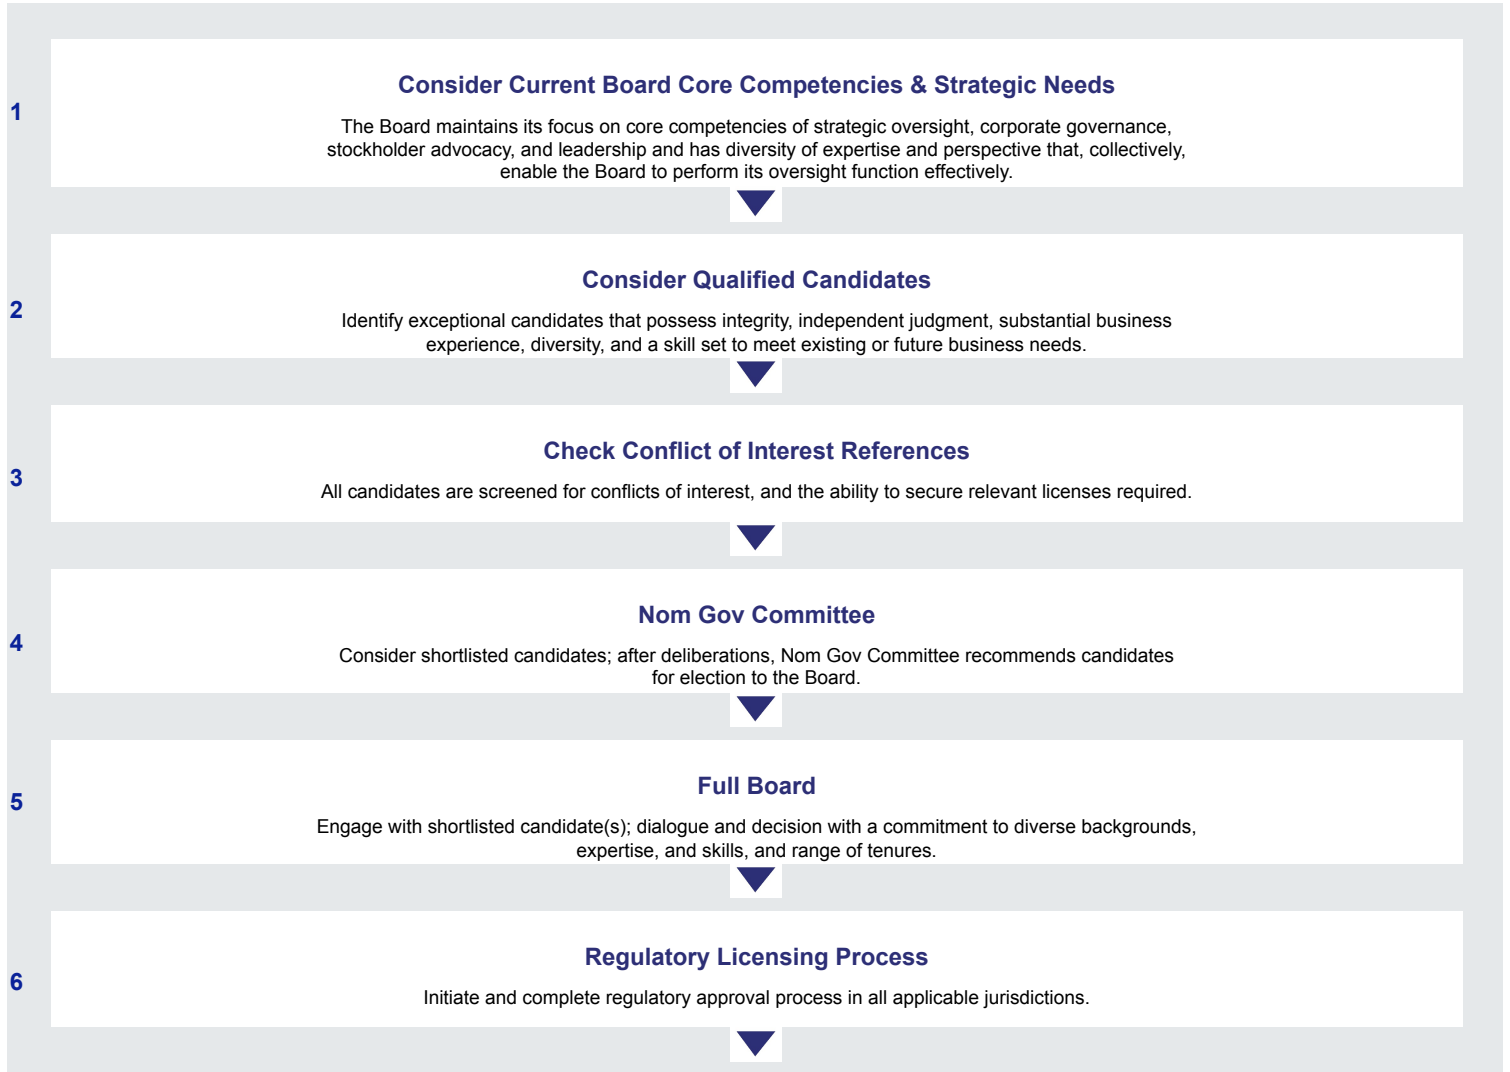 Consider Current Board Core Competencies & Strategic Needs
1
The Board maintains its focus on core competencies of strategic oversight, corporate governance,
stockholder advocacy, and leadership and has diversity of expertise and perspective that, collectively,
enable the Board to perform its oversight function effectively.
Consider Qualified Candidates
2
Identify exceptional candidates that possess integrity, independent judgment, substantial business
experience, diversity, and a skill set to meet existing or future business needs.
Check Conflict of Interest References
3
All candidates are screened for conflicts of interest, and the ability to secure relevant licenses required.
Nom Gov Committee
4
Consider shortlisted candidates; after deliberations, Nom Gov Committee recommends candidates
for election to the Board.
Full Board
5
Engage with shortlisted candidate(s); dialogue and decision with a commitment to diverse backgrounds,
expertise, and skills, and range of tenures.
Regulatory Licensing Process
6
Initiate and complete regulatory approval process in all applicable jurisdictions.